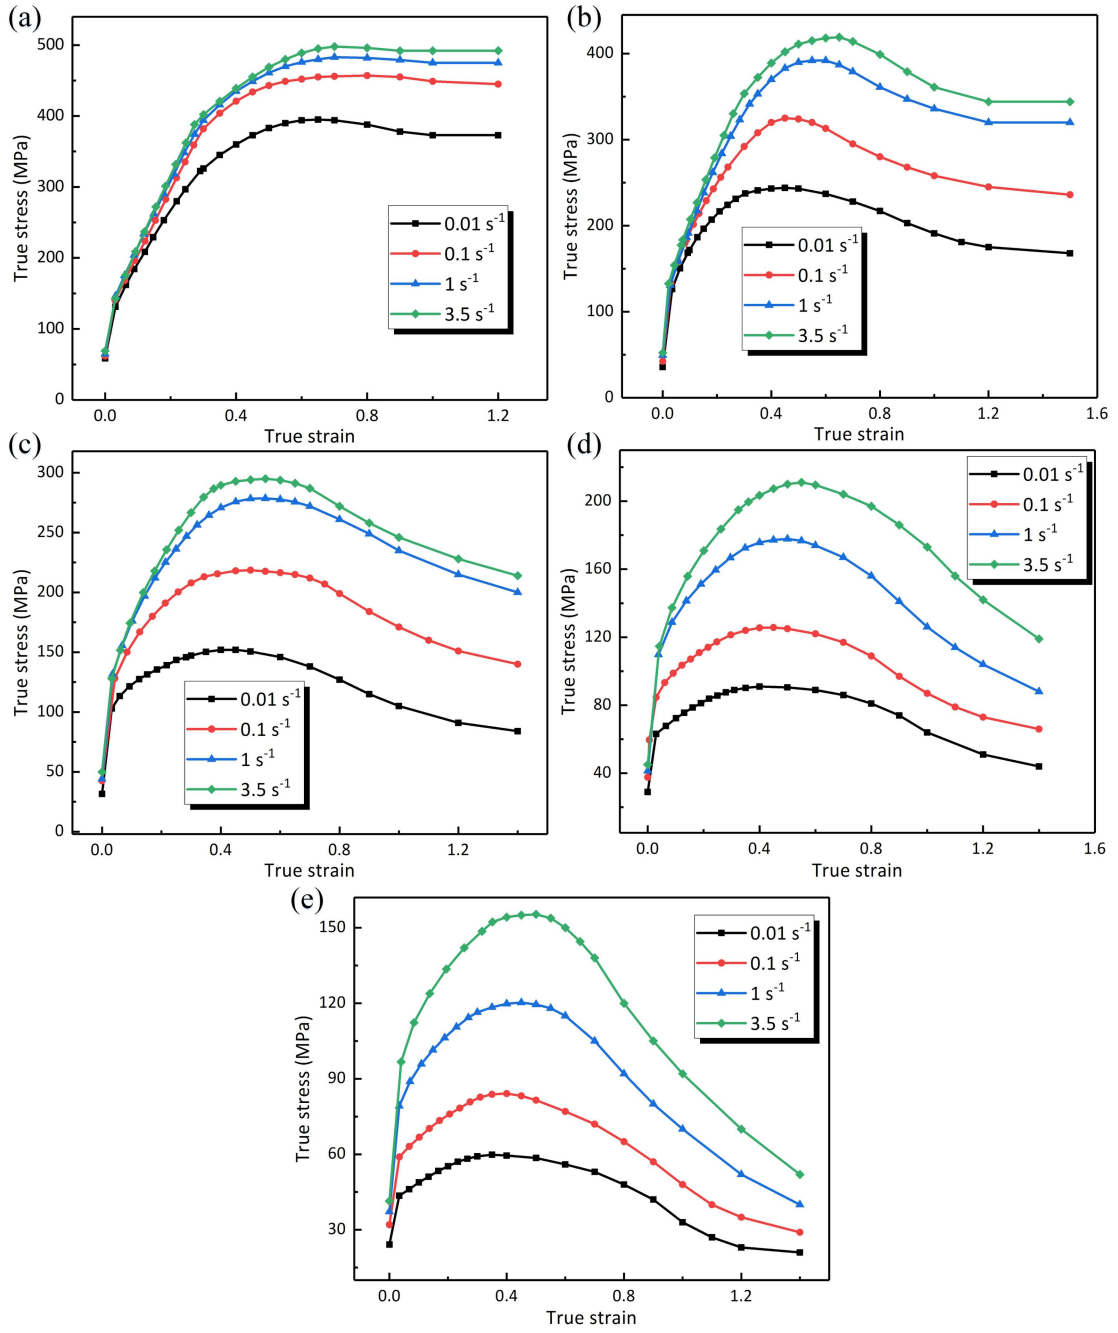 (a)
True stress (MPa)
500
400
300
200
100
0
0.0 0.4 0.8 1.2
True strain
0.01 s⁻¹
0.1 s⁻¹
1 s⁻¹
3.5 s⁻¹
(b)
True stress (MPa)
400
300
200
100
0
0.0 0.4 0.8 1.2 1.6
True strain
0.01 s⁻¹
0.1 s⁻¹
1 s⁻¹
3.5 s⁻¹
(c)
True stress (MPa)
300
250
200
150
100
50
0
0.0 0.4 0.8 1.2
True strain
0.01 s⁻¹
0.1 s⁻¹
1 s⁻¹
3.5 s⁻¹
(d)
True stress (MPa)
200
160
120
80
40
0.0 0.4 0.8 1.2 1.6
True strain
0.01 s⁻¹
0.1 s⁻¹
1 s⁻¹
3.5 s⁻¹
(e)
True stress (MPa)
150
120
90
60
30
0.0 0.4 0.8 1.2
True strain
0.01 s⁻¹
0.1 s⁻¹
1 s⁻¹
3.5 s⁻¹